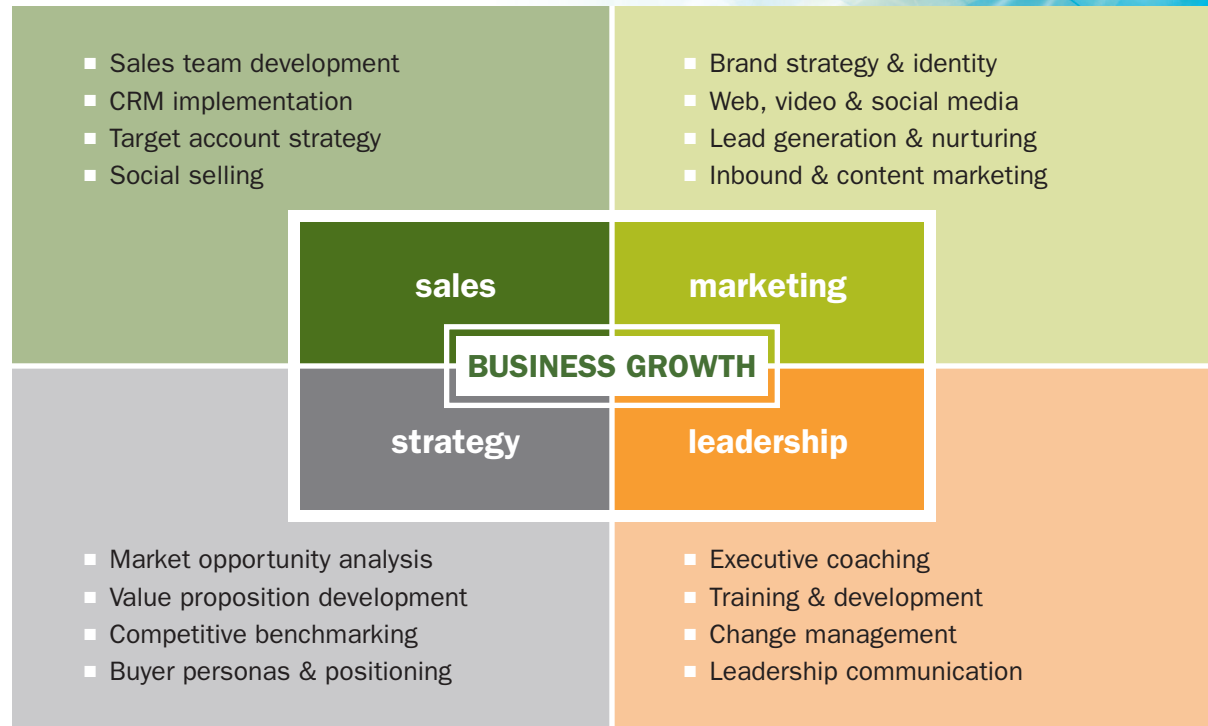 Sales team development
CRM implementation
Target account strategy
Social selling
Brand strategy & identity
Web, video & social media
Lead generation & nurturing
Inbound & content marketing
sales
marketing
BUSINESS GROWTH
strategy
leadership
Market opportunity analysis
Value proposition development
Competitive benchmarking
Buyer personas & positioning
Executive coaching
Training & development
Change management
Leadership communication